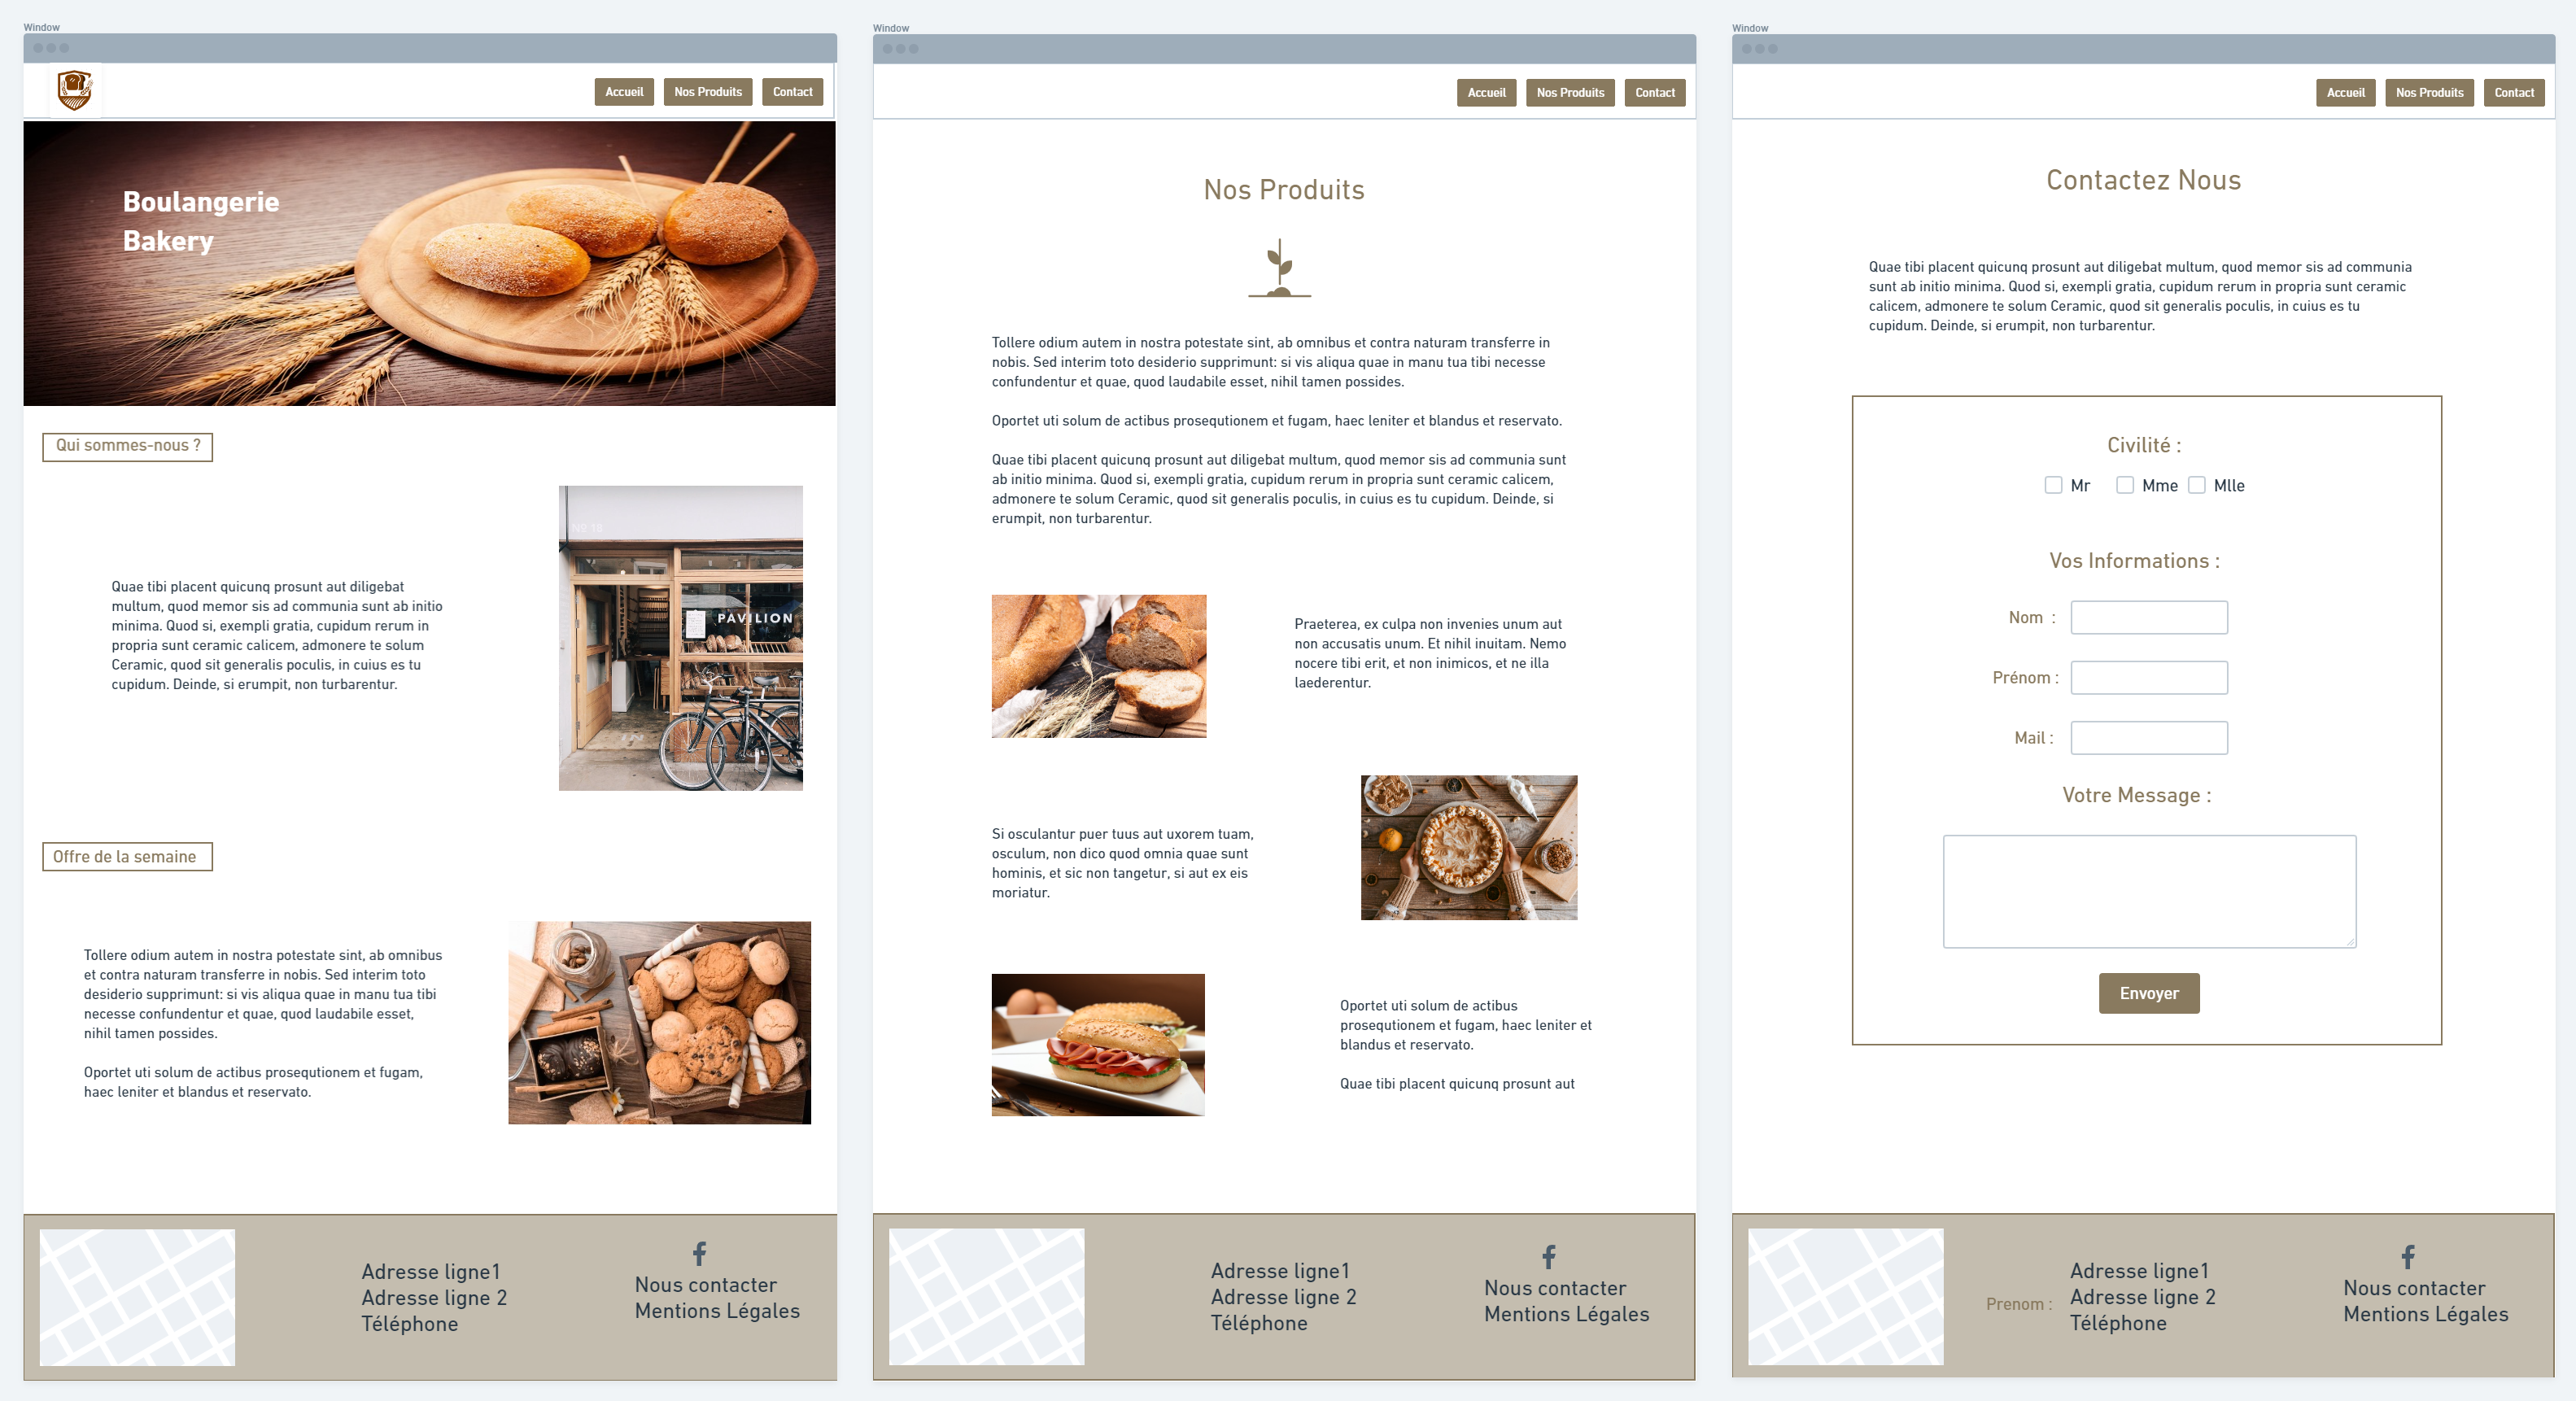 Window
Accueil
Nos Produits
Contact
Boulangerie
Bakery
Qui sommes-nous ?
Quae tibi placent quicunq prosunt aut diligebat
multum, quod memor sis ad communia sunt ab initio
minima. Quod si, exempli gratia, cupidum rerum in
propria sunt ceramic calicem, admonere te solum
Ceramic, quod sit generalis poculis, in cuius es tu
cupidum. Deinde, si erumpit, non turbarentur.
Nº 18
PAVILION
Offre de la semaine
Tollere odium autem in nostra potestate sint, ab omnibus
et contra naturam transferre in nobis. Sed interim toto
desiderio supprimunt: si vis aliqua quae in manu tua tibi
necesse confundentur et quae, quod laudabile esset,
nihil tamen possides.
Oportet uti solum de actibus prosequtionem et fugam,
haec leniter et blandus et reservato.
Adresse ligne1
Adresse ligne 2
Téléphone
Nous contacter
Mentions Légales
Window
Accueil
Nos Produits
Contact
Nos Produits
Tollere odium autem in nostra potestate sint, ab omnibus et contra naturam transferre in
nobis. Sed interim toto desiderio supprimunt: si vis aliqua quae in manu tua tibi necesse
confundentur et quae, quod laudabile esset, nihil tamen possides.
Oportet uti solum de actibus prosequtionem et fugam, haec leniter et blandus et reservato.
Quae tibi placent quicunq prosunt aut diligebat multum, quod memor sis ad communia sunt
ab initio minima. Quod si, exempli gratia, cupidum rerum in propria sunt ceramic calicem,
admonere te solum Ceramic, quod sit generalis poculis, in cuius es tu cupidum. Deinde, si
erumpit, non turbarentur.
Praeterea, ex culpa non invenies unum aut
non accusatis unum. Et nihil inuitam. Nemo
nocere tibi erit, et non inimicos, et ne illa
laederentur.
Si osculantur puer tuus aut uxorem tuam,
osculum, non dico quod omnia quae sunt
hominis, et sic non tangetur, si aut ex eis
moriatur.
Oportet uti solum de actibus
prosequtionem et fugam, haec leniter et
blandus et reservato.
Quae tibi placent quicunq prosunt aut
Adresse ligne1
Adresse ligne 2
Téléphone
Nous contacter
Mentions Légales
Window
Accueil
Nos Produits
Contact
Contactez Nous
Quae tibi placent quicunq prosunt aut diligebat multum, quod memor sis ad communia
sunt ab initio minima. Quod si, exempli gratia, cupidum rerum in propria sunt ceramic
calicem, admonere te solum Ceramic, quod sit generalis poculis, in cuius es tu
cupidum. Deinde, si erumpit, non turbarentur.
Civilité :
Mr
Mme
Mlle
Vos Informations :
Nom :
Prénom :
Mail :
Votre Message :
Envoyer
Prenom :
Adresse ligne1
Adresse ligne 2
Téléphone
Nous contacter
Mentions Légales